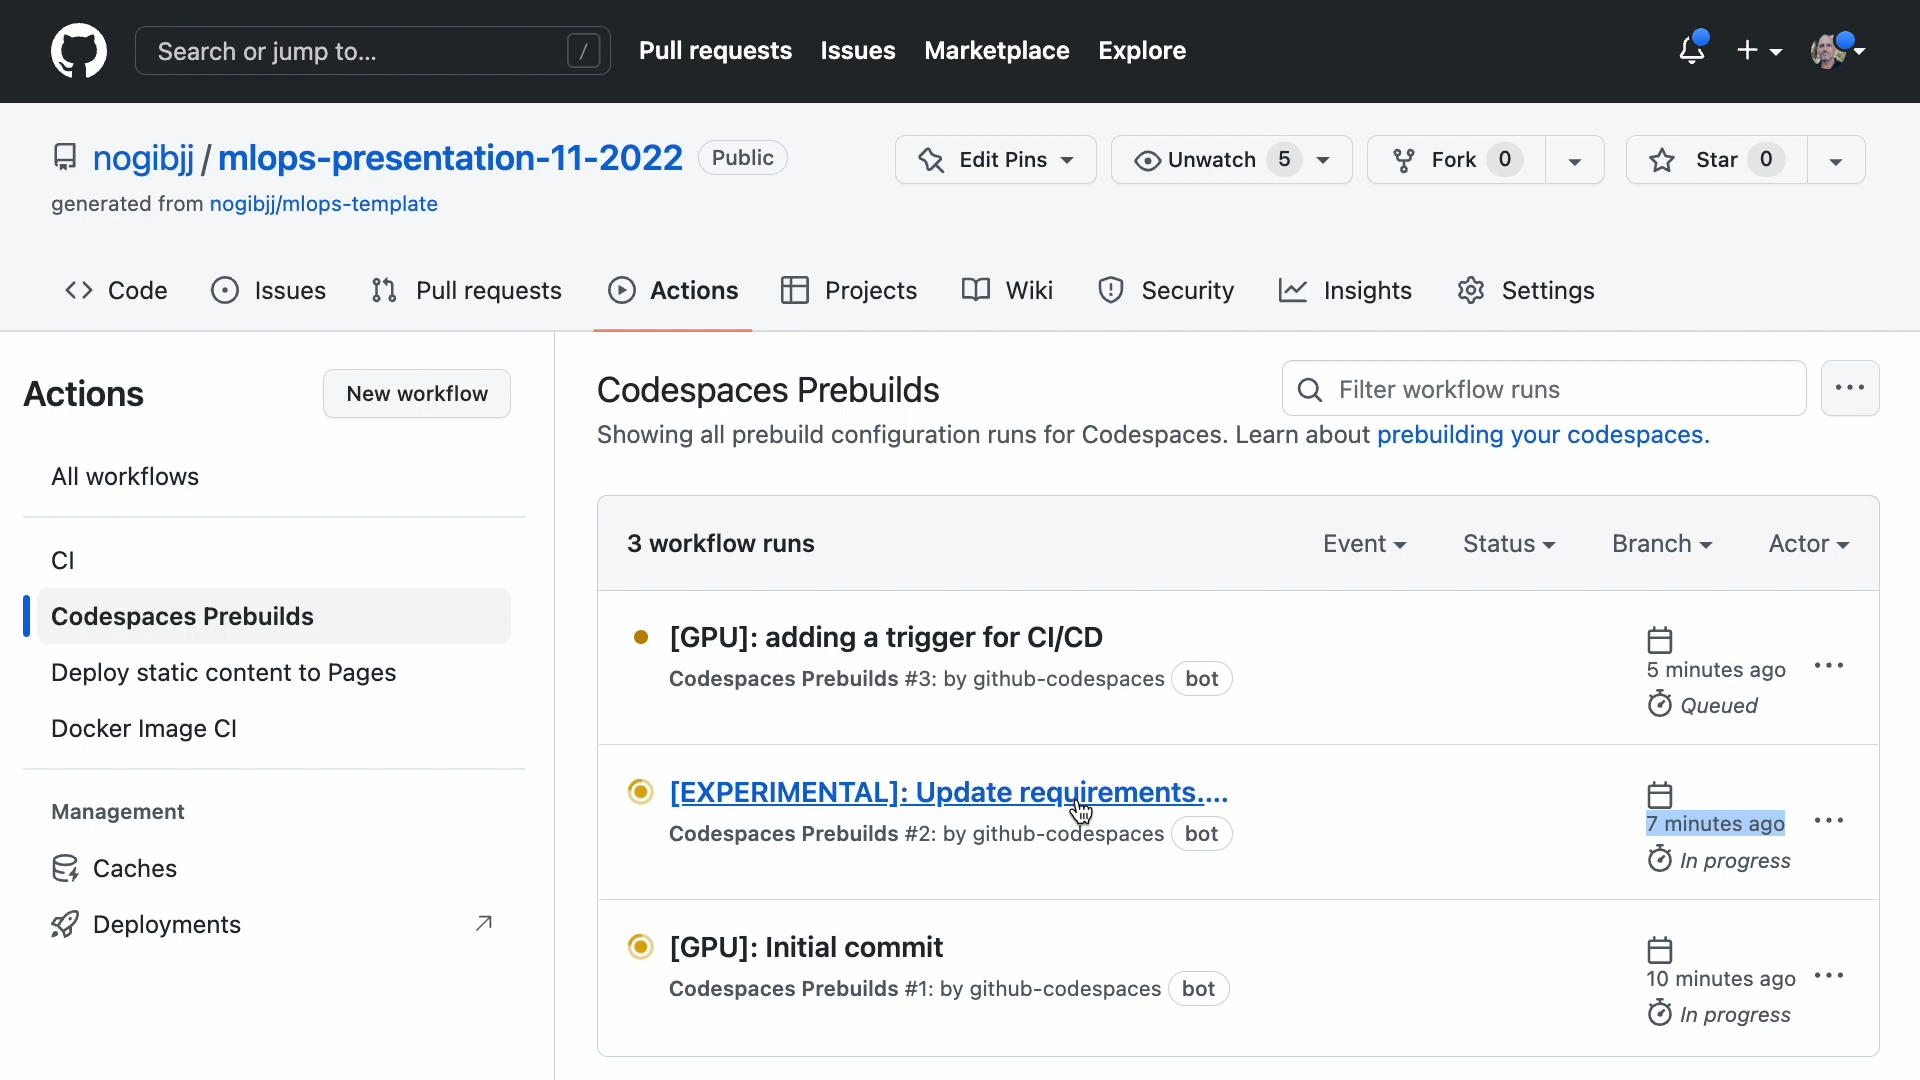 Search or jump to... /
Pull requests Issues Marketplace Explore
nogibjj / mlops-presentation-11-2022 Public
Edit Pins Unwatch 5 Fork 0 Star 0
generated from nogibjj/mlops-template
Code Issues Pull requests Actions Projects Wiki Security Insights Settings
Actions
New workflow
All workflows
CI
Codespaces Prebuilds
Deploy static content to Pages
Docker Image CI
Management
Caches
Deployments
Codespaces Prebuilds
Filter workflow runs
Showing all prebuild configuration runs for Codespaces. Learn about prebuilding your codespaces.
3 workflow runs
Event Status Branch Actor
[GPU]: adding a trigger for CI/CD
Codespaces Prebuilds #3: by github-codespaces bot
5 minutes ago
Queued
[EXPERIMENTAL]: Update requirements....
Codespaces Prebuilds #2: by github-codespaces bot
7 minutes ago
In progress
[GPU]: Initial commit
Codespaces Prebuilds #1: by github-codespaces bot
10 minutes ago
In progress